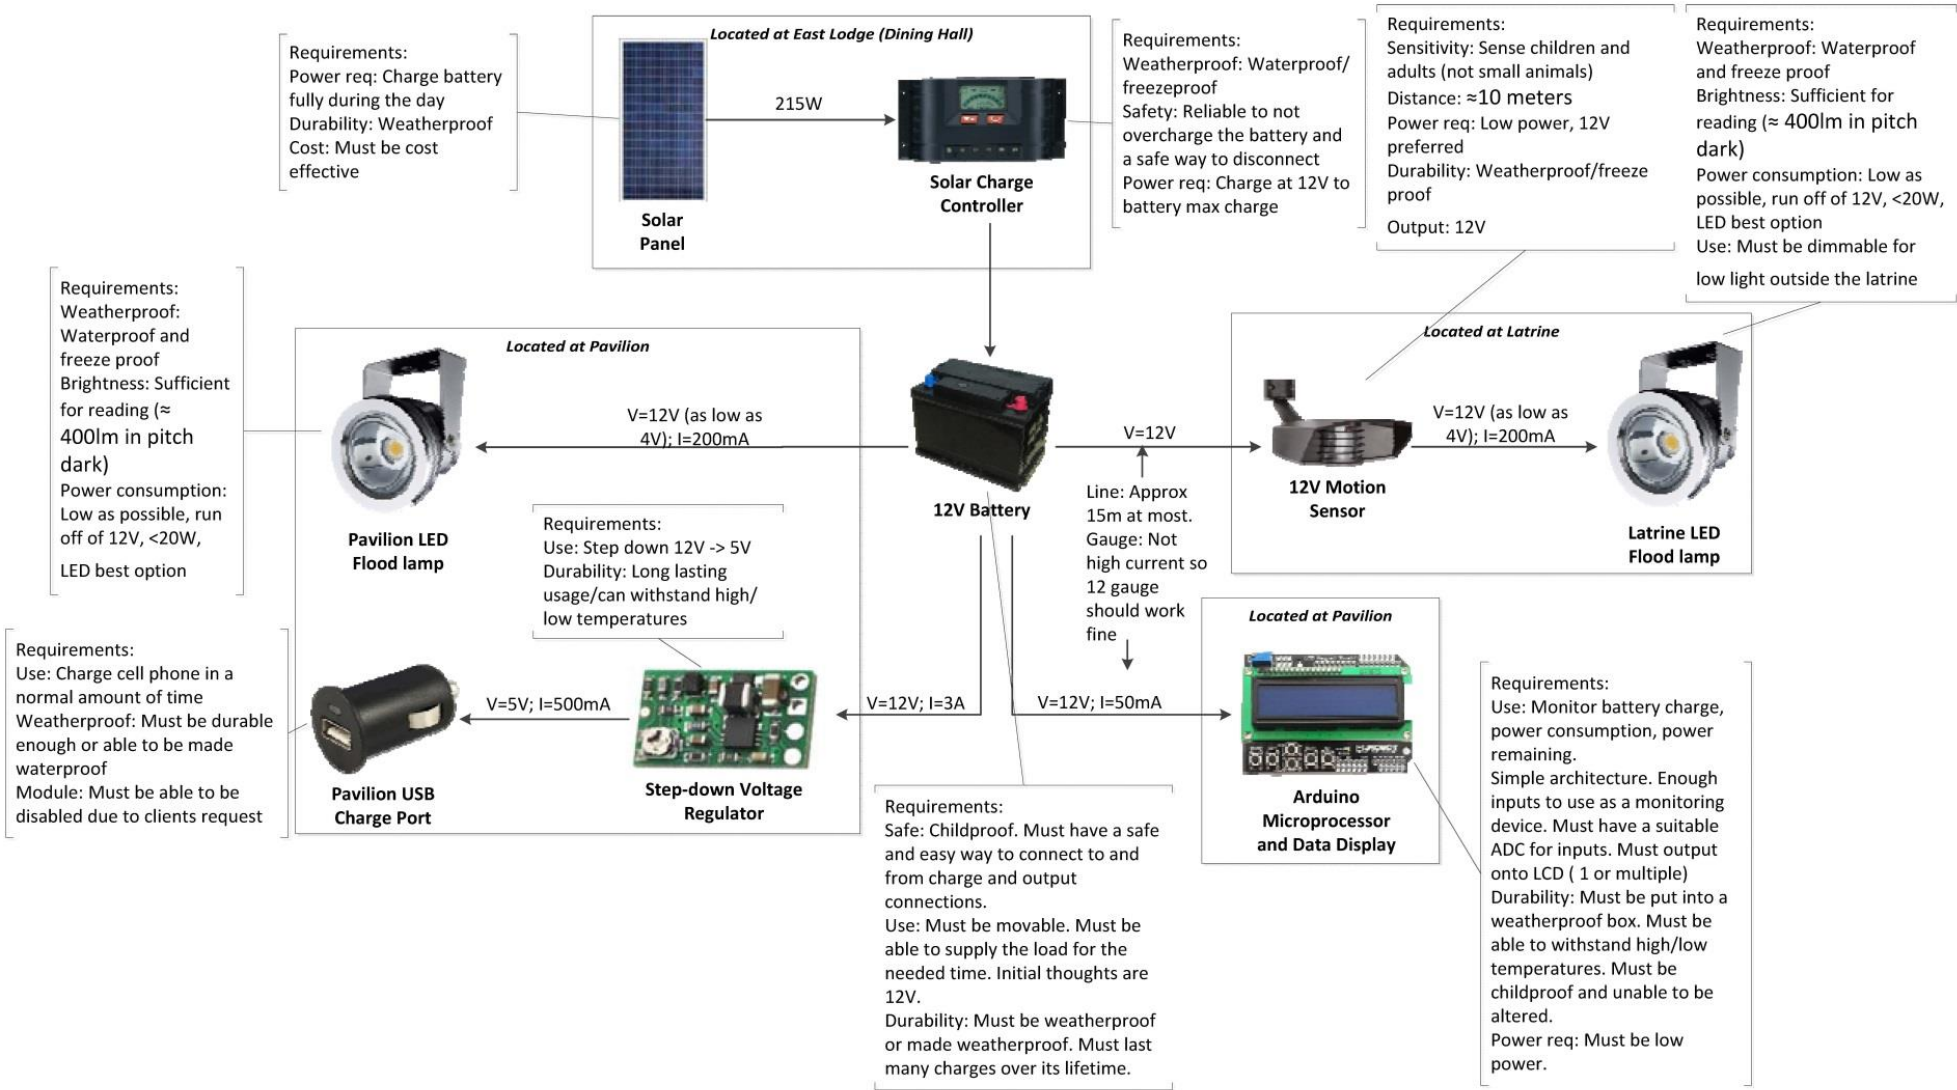 Located at East Lodge (Dining Hall)
Requirements:
Power req: Charge battery
fully during the day
Durability: Weatherproof
Cost: Must be cost
effective
215W
Solar
Panel
Solar Charge
Controller
Requirements:
Weatherproof: Waterproof/
freezeproof
Safety: Reliable to not
overcharge the battery and
a safe way to disconnect
Power req: Charge at 12V to
battery max charge
Requirements:
Sensitivity: Sense children and
adults (not small animals)
Distance: ≈10 meters
Power req: Low power, 12V
preferred
Durability: Weatherproof/freeze
proof
Output: 12V
Requirements:
Weatherproof: Waterproof
and freeze proof
Brightness: Sufficient for
reading (≈ 400lm in pitch
dark)
Power consumption: Low as
possible, run off of 12V, <20W,
LED best option
Use: Must be dimmable for
low light outside the latrine
Requirements:
Weatherproof:
Waterproof and
freeze proof
Brightness: Sufficient
for reading (≈
400lm in pitch
dark)
Power consumption:
Low as possible, run
off of 12V, <20W,
LED best option
Located at Pavilion
V=12V (as low as
4V); I=200mA
Pavilion LED
Flood lamp
12V Battery
V=12V
Located at Latrine
V=12V (as low as
4V); I=200mA
12V Motion
Sensor
Latrine LED
Flood lamp
Line: Approx
15m at most.
Gauge: Not
high current so
12 gauge
should work
fine
Requirements:
Use: Step down 12V -> 5V
Durability: Long lasting
usage/can withstand high/
low temperatures
Requirements:
Use: Charge cell phone in a
normal amount of time
Weatherproof: Must be durable
enough or able to be made
waterproof
Module: Must be able to be
disabled due to clients request
V=5V; I=500mA
V=12V; I=3A
V=12V; I=50mA
Pavilion USB
Charge Port
Step-down Voltage
Regulator
Located at Pavilion
Arduino
Microprocessor
and Data Display
Requirements:
Safe: Childproof. Must have a safe
and easy way to connect to and
from charge and output
connections.
Use: Must be movable. Must be
able to supply the load for the
needed time. Initial thoughts are
12V.
Durability: Must be weatherproof
or made weatherproof. Must last
many charges over its lifetime.
Requirements:
Use: Monitor battery charge,
power consumption, power
remaining.
Simple architecture. Enough
inputs to use as a monitoring
device. Must have a suitable
ADC for inputs. Must output
onto LCD ( 1 or multiple)
Durability: Must be put into a
weatherproof box. Must be
able to withstand high/low
temperatures. Must be
childproof and unable to be
altered.
Power req: Must be low
power.